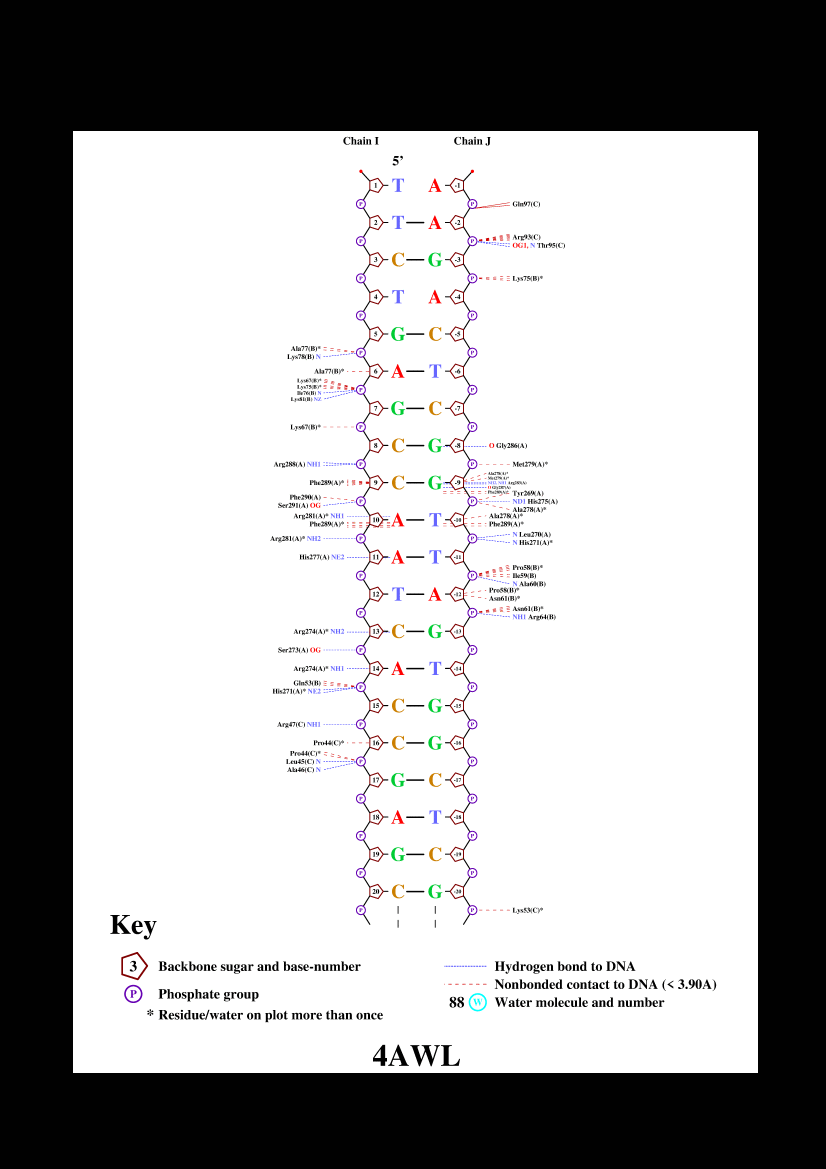 Chain I Chain J
5'
1 T A -1
P P Gln97(C)
2 T A -2
P P Arg93(C)
OG1, N Thr95(C)
3 C G -3
P P Lys75(B)*
4 T A -4
P P
5 G C -5
Ala77(B)*
Lys78(B) N P P
Ala77(B)* 6 A T -6
Lys67(B)*
Lys75(B)*
Ile76(B) N
Lys81(B) NZ P P
7 G C -7
Lys67(B)* P P
8 C G -8 O Gly286(A)
Arg288(A) NH1 P P Met279(A)*
Ala278(A)*
Met279(A)*
Phe289(A)* 9 C G -9
Tyr269(A)
Phe290(A)
Ser291(A) OG P P ND1 His275(A)
Ala278(A)*
Arg281(A)* NH1 Ala278(A)*
Phe289(A)* 10 A T -10 Phe289(A)*
Arg281(A)* NH2 P P N Leu270(A)
N His271(A)*
His277(A) NE2 11 A T -11
P P Pro58(B)*
Ile59(B)
N Ala60(B)
12 T A -12 Pro58(B)*
Asn61(B)*
P P Asn61(B)*
NH1 Arg64(B)
Arg274(A)* NH2 13 C G -13
Ser273(A) OG P P
Arg274(A)* NH1 14 A T -14
Gln53(B)
His271(A)* NE2 P P
15 C G -15
Arg47(C) NH1 P P
Pro44(C)* 16 C G -16
Pro44(C)*
Leu45(C) N P P
Ala46(C) N
17 G C -17
P P
18 A T -18
P P
19 G C -19
P P
20 C G -20
P P Lys53(C)*
Key
3 Backbone sugar and base-number
P Phosphate group
* Residue/water on plot more than once
Hydrogen bond to DNA
Nonbonded contact to DNA (< 3.90A)
88 W Water molecule and number
4AWL